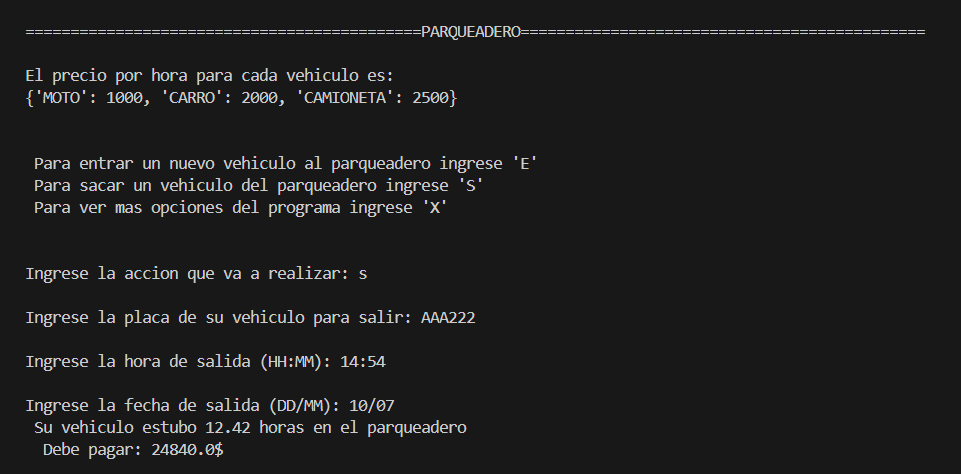 ============================================PARQUEADERO=============================================
El precio por hora para cada vehiculo es:
{'MOTO': 1000, 'CARRO': 2000, 'CAMIONETA': 2500}
Para entrar un nuevo vehiculo al parqueadero ingrese 'E'
Para sacar un vehiculo del parqueadero ingrese 'S'
Para ver mas opciones del programa ingrese 'X'
Ingrese la accion que va a realizar: s
Ingrese la placa de su vehiculo para salir: AAA222
Ingrese la hora de salida (HH:MM): 14:54
Ingrese la fecha de salida (DD/MM): 10/07
Su vehiculo estubo 12.42 horas en el parqueadero
Debe pagar: 24840.0$